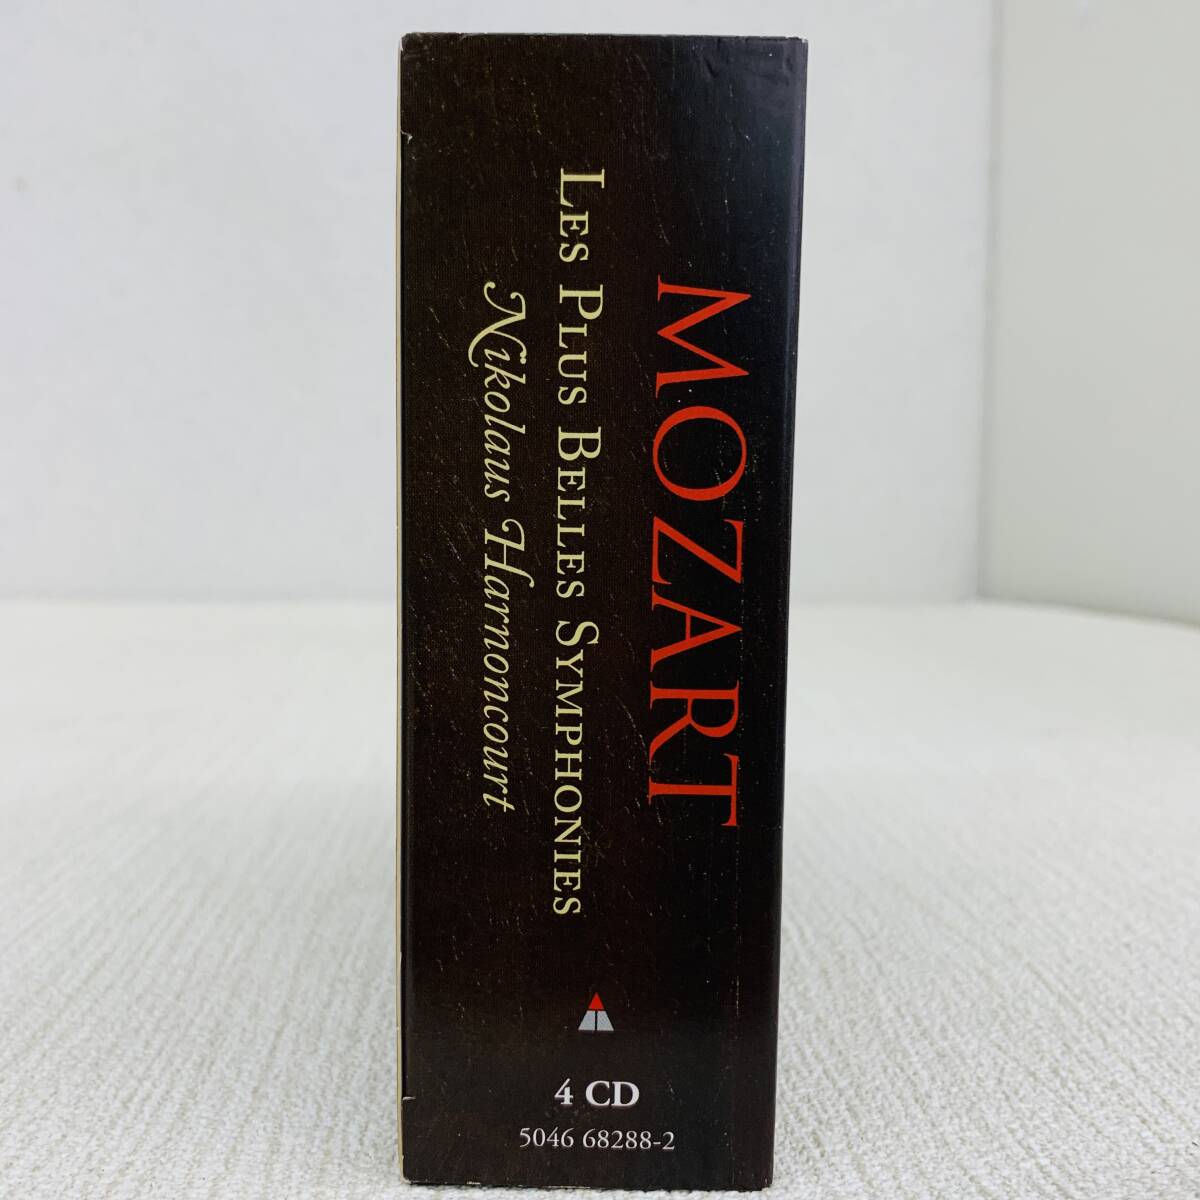 MOZART
LES PLUS BELLES SYMPHONIES
Nikolaus Harnoncourt
4 CD
5046 68288-2